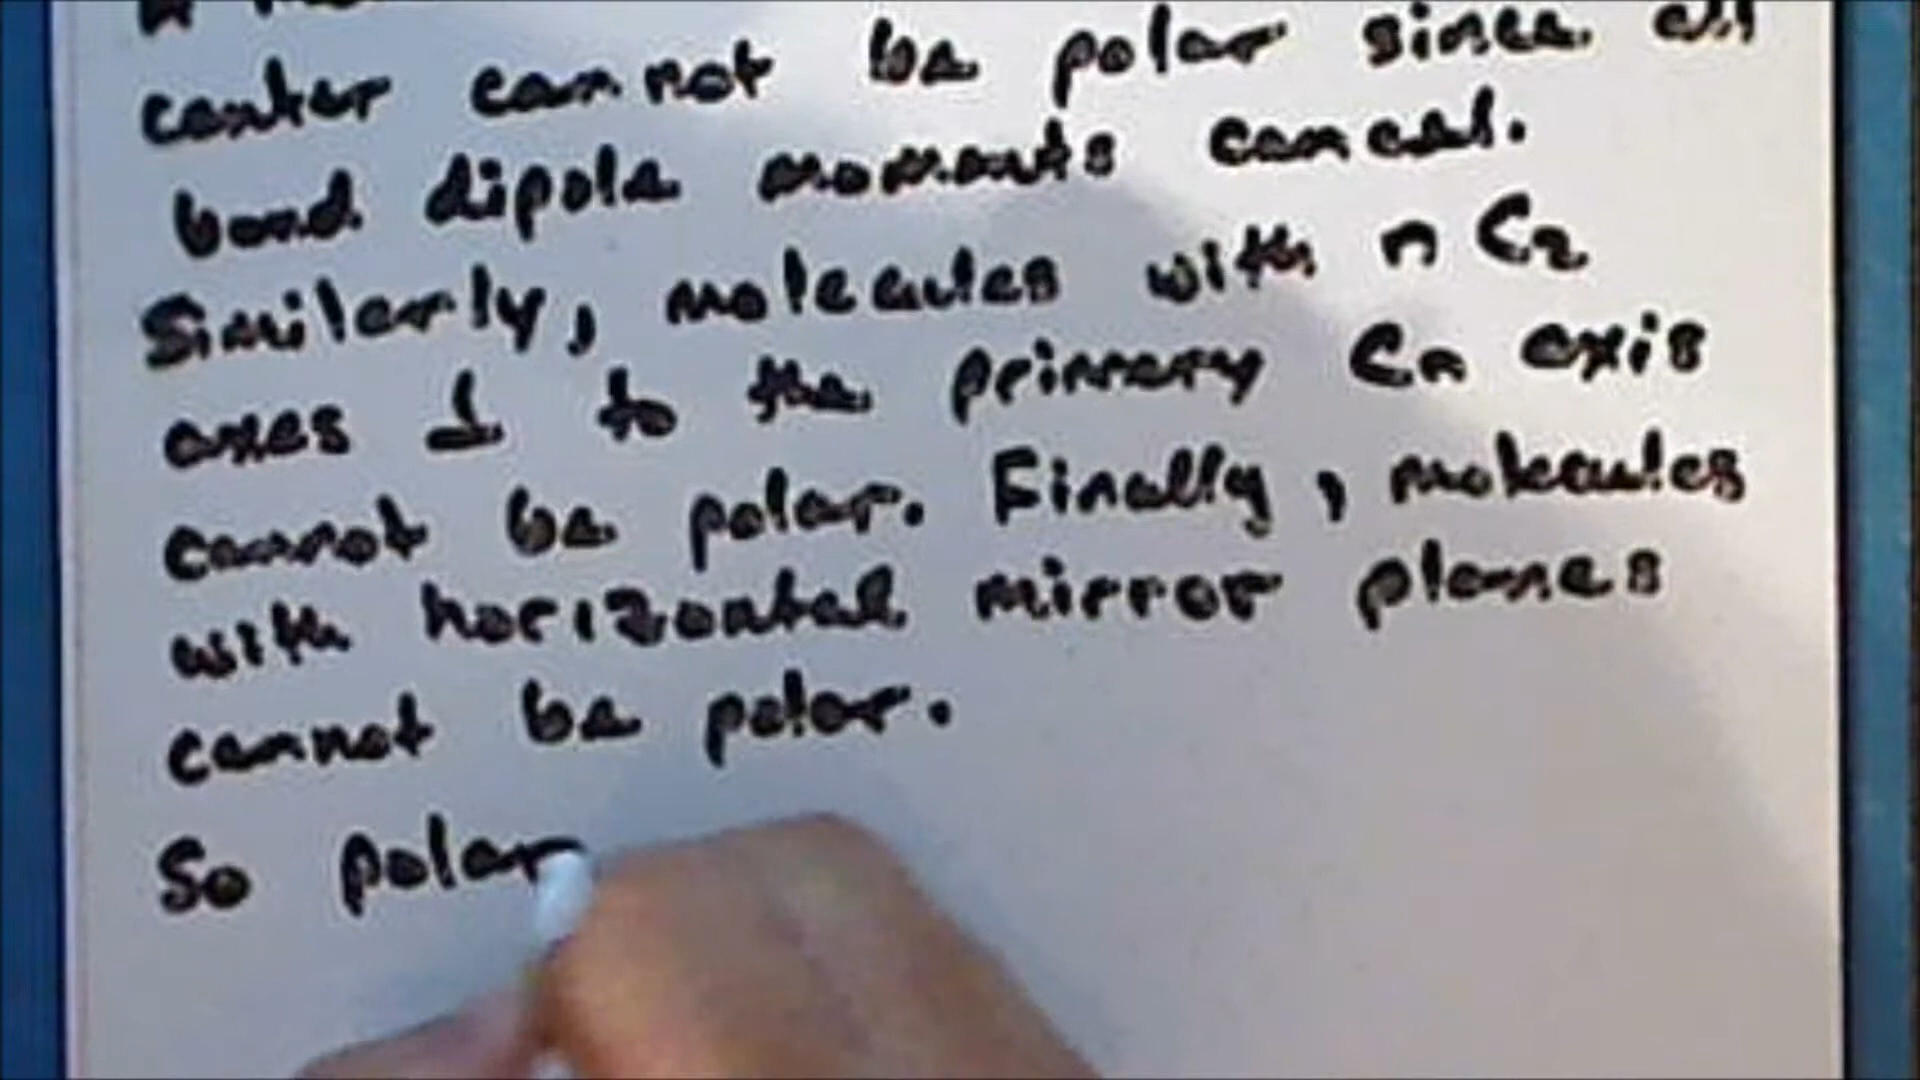 center cannot be polar since all
bond dipole moments cancel.
Similarly, molecules with n C2
axes ⊥ to the primary Cn axis
cannot be polar. Finally, molecules
with horizontal mirror planes
cannot be polar.
So polar